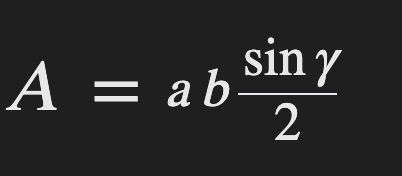 A = a b sin γ / 2